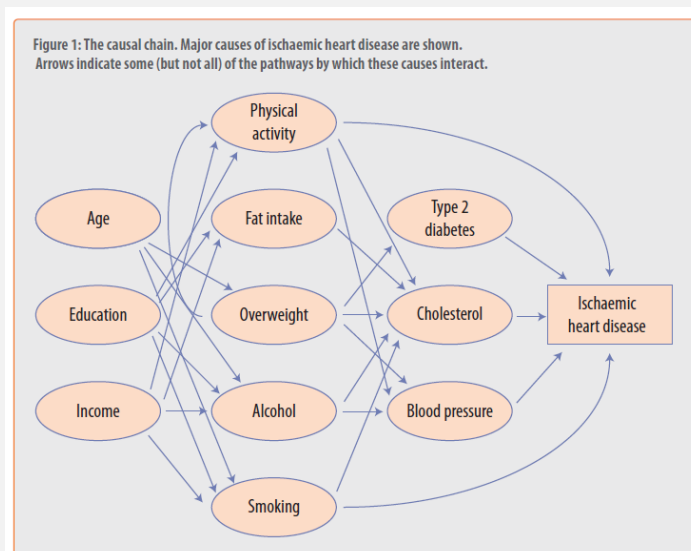 Figure 1: The causal chain. Major causes of ischaemic heart disease are shown.
Arrows indicate some (but not all) of the pathways by which these causes interact.
Physical
activity
Age
Fat intake
Type 2
diabetes
Education
Overweight
Cholesterol
Ischaemic
heart disease
Income
Alcohol
Blood pressure
Smoking